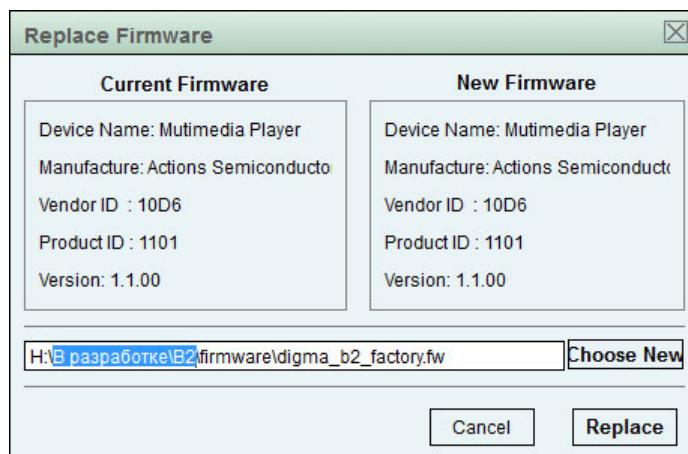 Replace Firmware
Current Firmware
New Firmware
Device Name: Mutimedia Player
Manufacture: Actions Semiconducto
Vendor ID : 10D6
Product ID : 1101
Version: 1.1.00
Device Name: Mutimedia Player
Manufacture: Actions Semiconducto
Vendor ID : 10D6
Product ID : 1101
Version: 1.1.00
H:\В разработке\B2\firmware\digma_b2_factory.fw
Choose New
Cancel
Replace